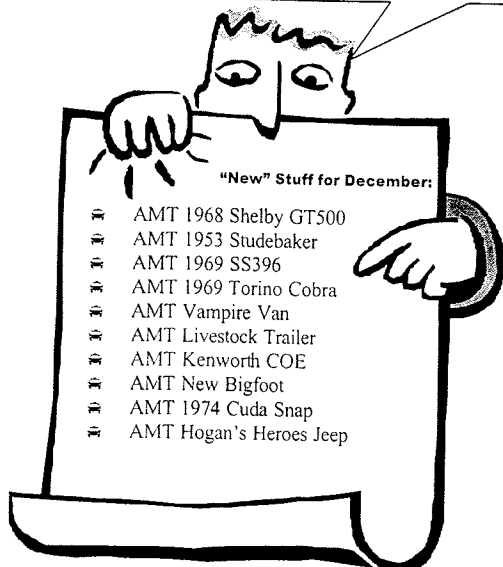 "New" Stuff for December:
AMT 1968 Shelby GT500
AMT 1953 Studebaker
AMT 1969 SS396
AMT 1969 Torino Cobra
AMT Vampire Van
AMT Livestock Trailer
AMT Kenworth COE
AMT New Bigfoot
AMT 1974 Cuda Snap
AMT Hogan's Heroes Jeep